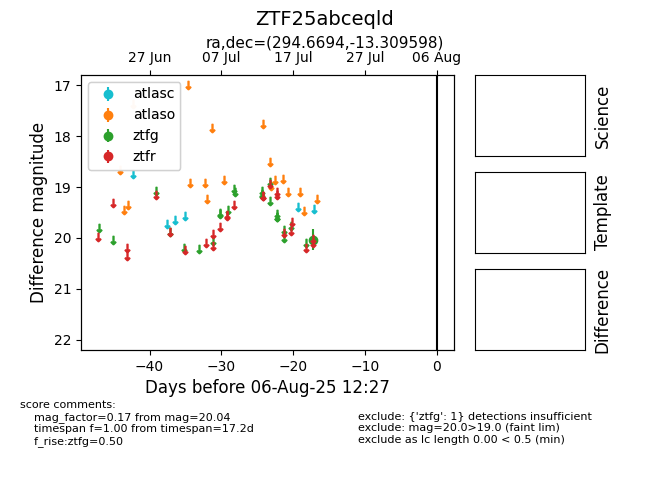 ZTF25abceqld
ra,dec=(294.6694,-13.309598)
27 Jun 07 Jul 17 Jul 27 Jul 06 Aug
atlasc
atlaso
ztfg
ztfr
17
18
19
20
21
22
Difference magnitude
−40 −30 −20 −10 0
Days before 06-Aug-25 12:27
Science
Template
Difference
score comments:
mag_factor=0.17 from mag=20.04
timespan f=1.00 from timespan=17.2d
f_rise:ztfg=0.50
exclude: {'ztfg': 1} detections insufficient
exclude: mag=20.0>19.0 (faint lim)
exclude as lc length 0.00 < 0.5 (min)